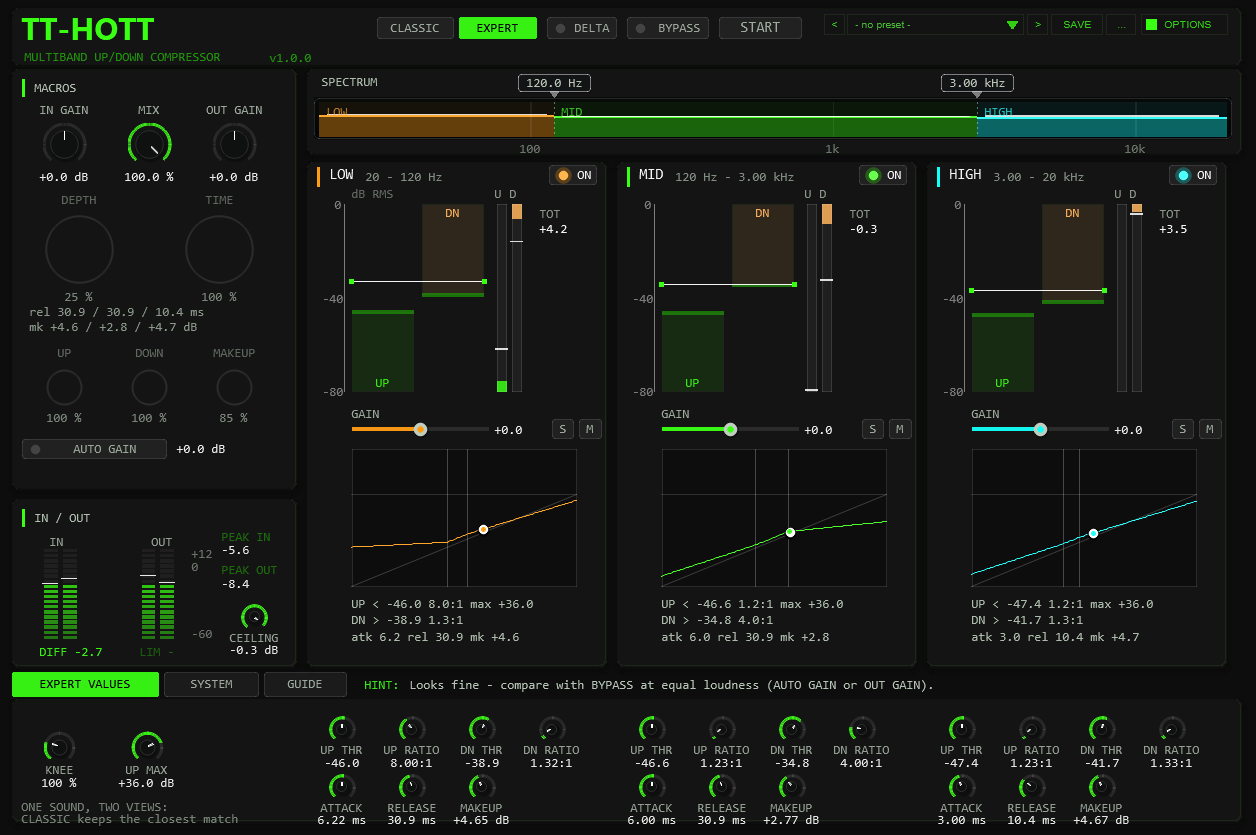 TT-HOTT
MULTIBAND UP/DOWN COMPRESSOR v1.0.0
CLASSIC EXPERT DELTA BYPASS START
< - no preset - > SAVE ... OPTIONS
MACROS
IN GAIN MIX OUT GAIN
+0.0 dB 100.0 % +0.0 dB
DEPTH TIME
25 % 100 %
rel 30.9 / 30.9 / 10.4 ms
mk +4.6 / +2.8 / +4.7 dB
UP DOWN MAKEUP
100 % 100 % 85 %
AUTO GAIN +0.0 dB
IN / OUT
IN OUT
+12
0
-60
PEAK IN
-5.6
PEAK OUT
-8.4
CEILING
-0.3 dB
DIFF -2.7 LIM -
SPECTRUM
120.0 Hz 3.00 kHz
LOW MID HIGH
100 1k 10k
LOW 20 - 120 Hz ON
dB RMS U D
0
-40
-80
DN
UP
TOT
+4.2
GAIN
+0.0 S M
UP < -46.0 8.0:1 max +36.0
DN > -38.9 1.3:1
atk 6.2 rel 30.9 mk +4.6
MID 120 Hz - 3.00 kHz ON
U D
0
-40
-80
DN
UP
TOT
-0.3
GAIN
+0.0 S M
UP < -46.6 1.2:1 max +36.0
DN > -34.8 4.0:1
atk 6.0 rel 30.9 mk +2.8
HIGH 3.00 - 20 kHz ON
U D
0
-40
-80
DN
UP
TOT
+3.5
GAIN
+0.0 S M
UP < -47.4 1.2:1 max +36.0
DN > -41.7 1.3:1
atk 3.0 rel 10.4 mk +4.7
EXPERT VALUES SYSTEM GUIDE HINT: Looks fine - compare with BYPASS at equal loudness (AUTO GAIN or OUT GAIN).
KNEE UP MAX
100 % +36.0 dB
ONE SOUND, TWO VIEWS:
CLASSIC keeps the closest match
UP THR UP RATIO DN THR DN RATIO
-46.0 8.00:1 -38.9 1.32:1
ATTACK RELEASE MAKEUP
6.22 ms 30.9 ms +4.65 dB
UP THR UP RATIO DN THR DN RATIO
-46.6 1.23:1 -34.8 4.00:1
ATTACK RELEASE MAKEUP
6.00 ms 30.9 ms +2.77 dB
UP THR UP RATIO DN THR DN RATIO
-47.4 1.23:1 -41.7 1.33:1
ATTACK RELEASE MAKEUP
3.00 ms 10.4 ms +4.67 dB